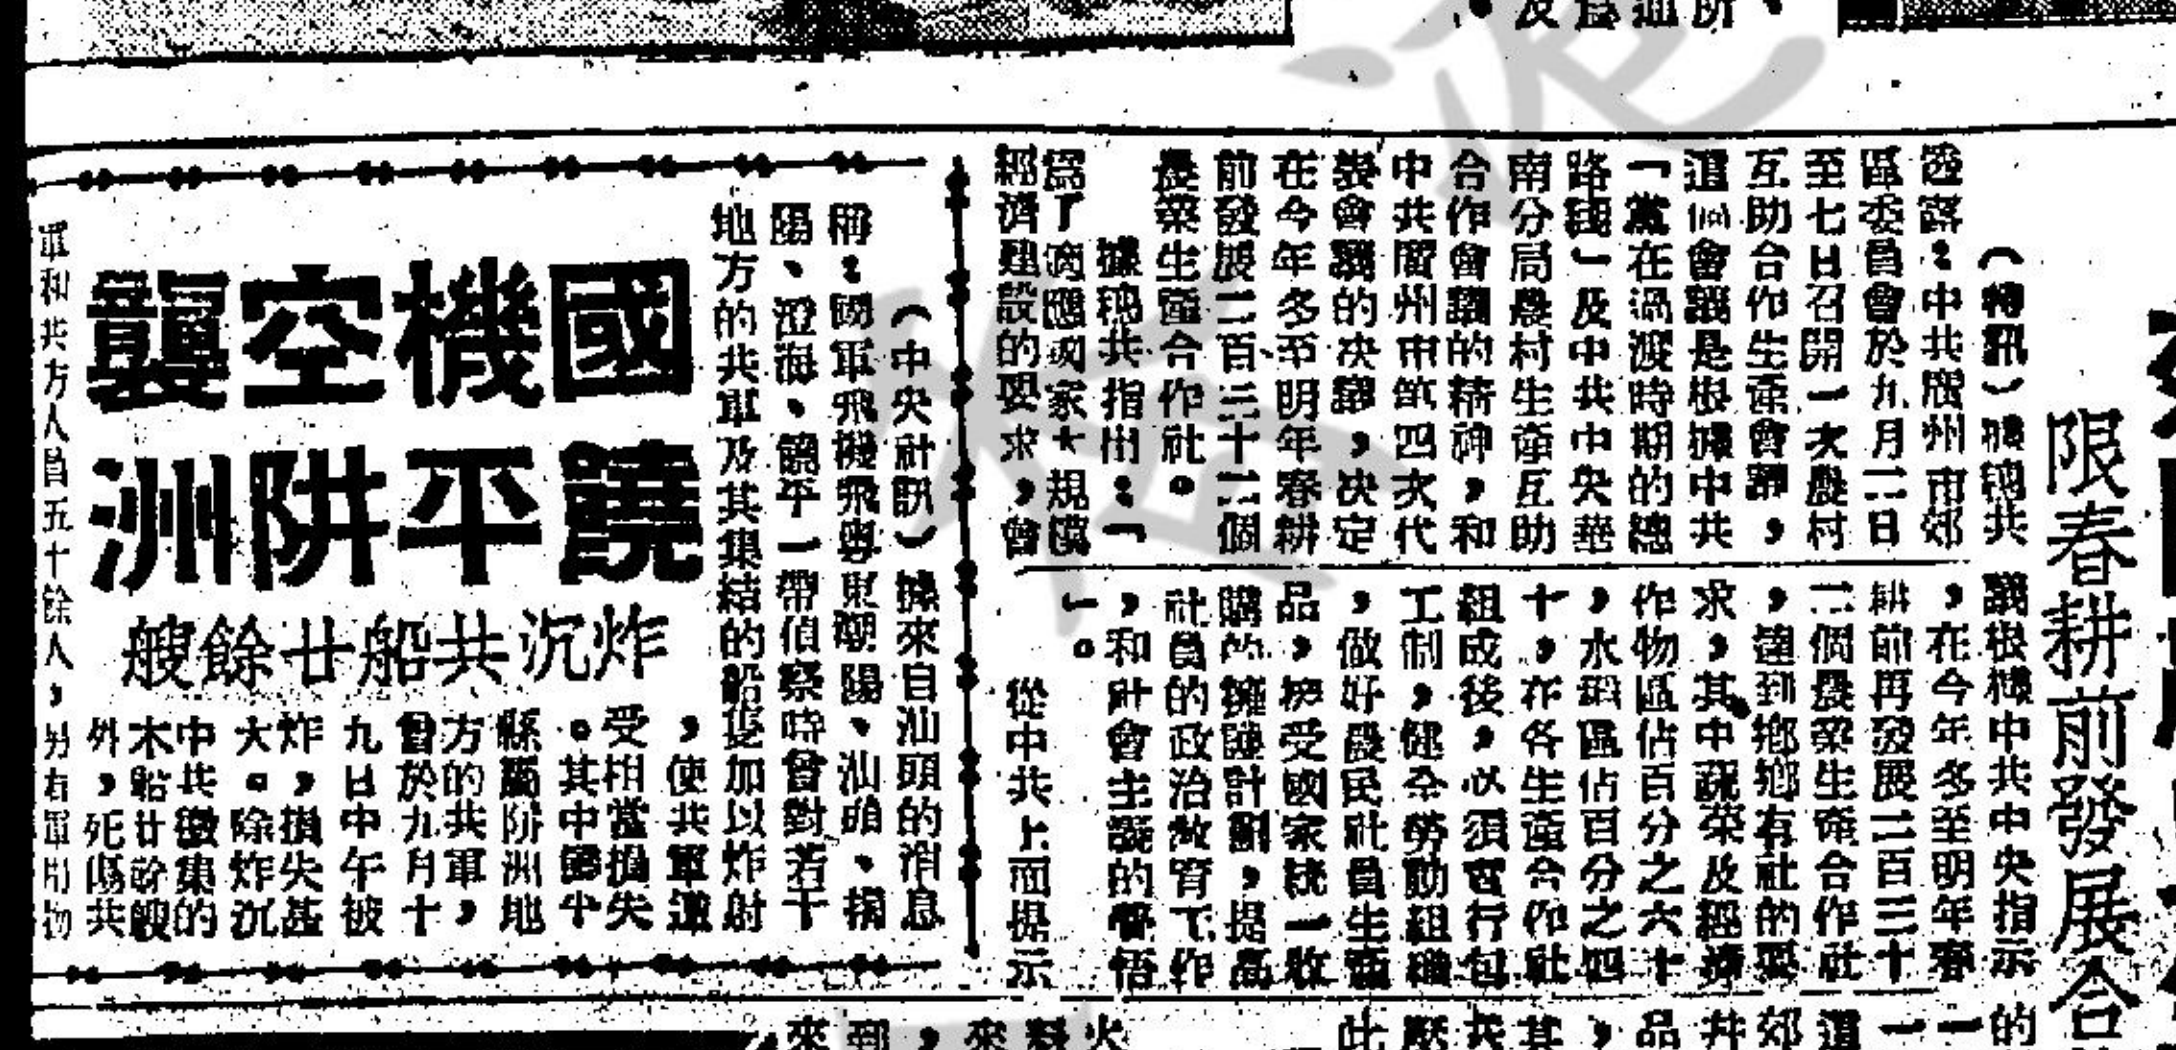 限春耕前發展合
（特訊）據穗共
透露：中共廣州市郊
區委員會於九月二日
至七日召開一次農村
互助合作生產會議，
這個會議是根據中共
「黨在過渡時期的總
路線」及中共中央華
南分局農村生產互助
合作會議的精神，和
中共廣州市第四次代
表會議的決議，決定
在今年冬至明年春耕
前發展二百三十二個
農業生產合作社。
據穗共指出：「
為了適應國家大規模
經濟建設的要求，會
議根據中共中央指示
，在今年冬至明年春
耕前再發展二百三十
二個農業生產合作社
，達到鄉鄉有社的要
求，其中蔬菜及經濟
作物區佔百分之六十
，水稻區佔百分之四
十，在各生產合作社
組成後，必須實行包
工制，健全勞動組織
，做好農民社員生產
品，接受國家統一收
購的擁護計劃，提高
社員的政治教育工作
，和社會主義的覺悟
」。
從中共上面提示
國機空襲
饒平汫洲
炸沉共船廿餘艘
（中央社訊）據來自汕頭的消息
稱：國軍飛機飛粵東潮陽、汕頭、揭
陽、澄海、饒平一帶偵察時曾對若干
地方的共軍及其集結的船隻加以炸射
，使共軍遭
受相當損失
。其中饒平
縣屬汫洲地
方的共軍，
曾於九月十
九日中午被
炸，損失甚
大。除炸沉
中共徵集的
木船廿餘艘
外，死傷共
軍和共方人員五十餘人，另有軍用物